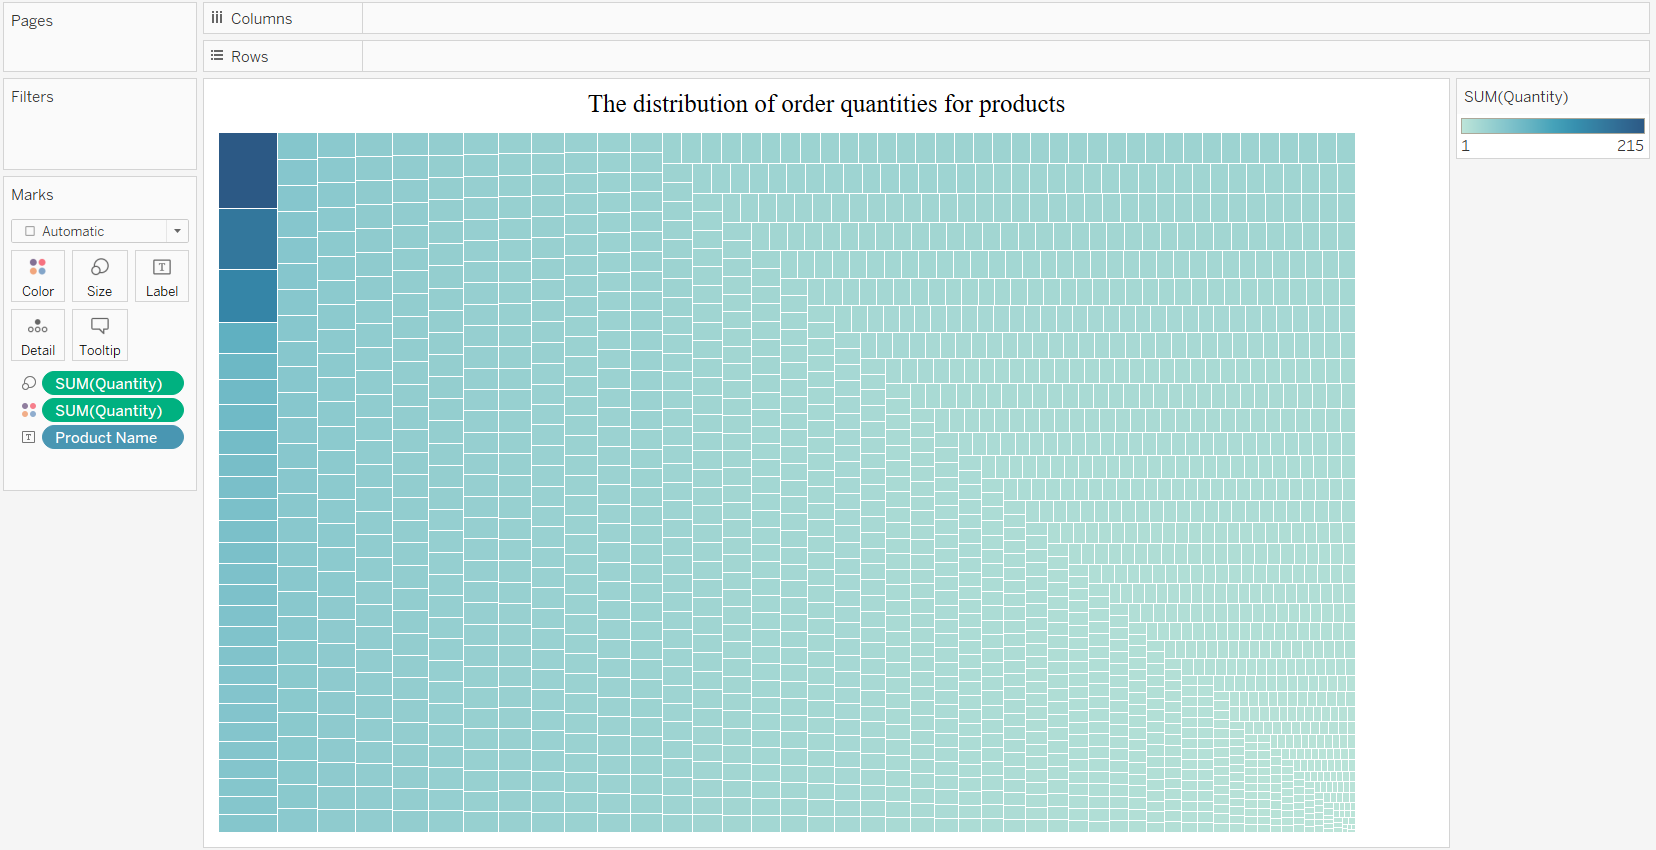 Pages
Columns
Rows
Filters
The distribution of order quantities for products
SUM(Quantity)
1 215
Marks
Automatic
Color Size Label
Detail Tooltip
SUM(Quantity)
SUM(Quantity)
Product Name